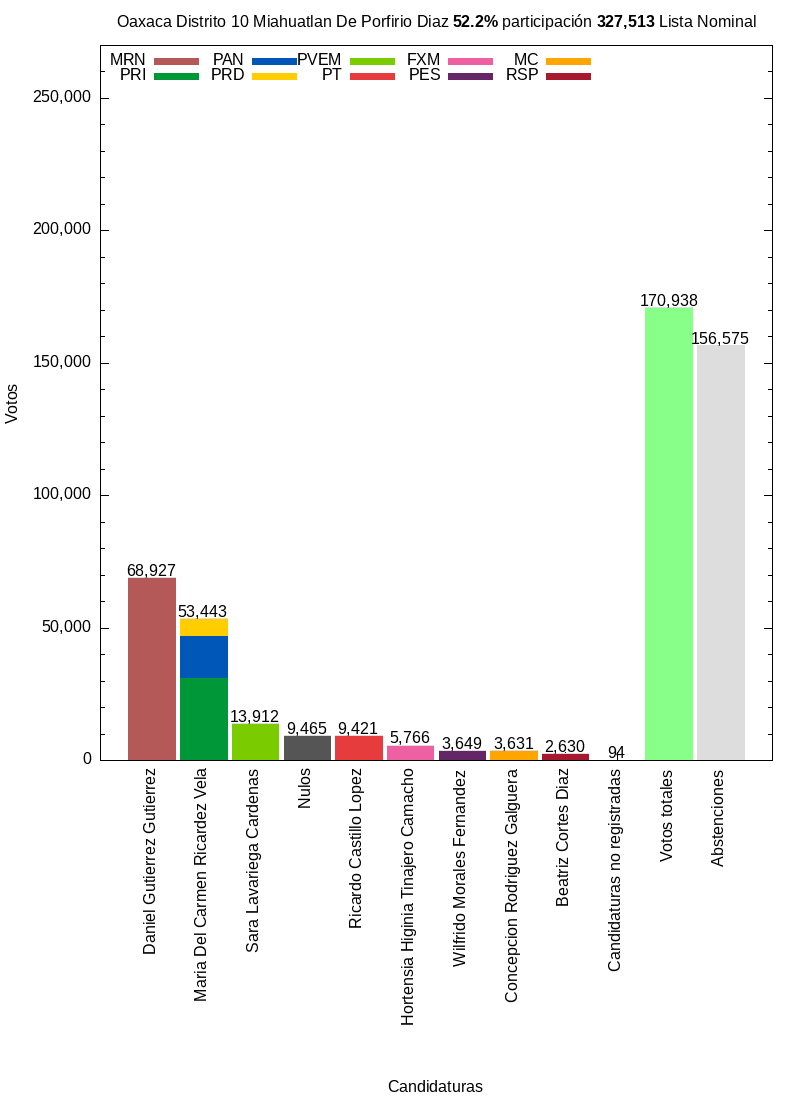 Oaxaca Distrito 10 Miahuatlan De Porfirio Diaz 52.2% participación 327,513 Lista Nominal
MRN PAN PVEM FXM MC
PRI PRD PT PES RSP
250,000
200,000
150,000
100,000
50,000
0
Votos
68,927
53,443
13,912
9,465
9,421
5,766
3,649
3,631
2,630
94
170,938
156,575
Daniel Gutierrez Gutierrez
Maria Del Carmen Ricardez Vela
Sara Lavariega Cardenas
Nulos
Ricardo Castillo Lopez
Hortensia Higinia Tinajero Camacho
Wilfrido Morales Fernandez
Concepcion Rodriguez Galguera
Beatriz Cortes Diaz
Candidaturas no registradas
Votos totales
Abstenciones
Candidaturas